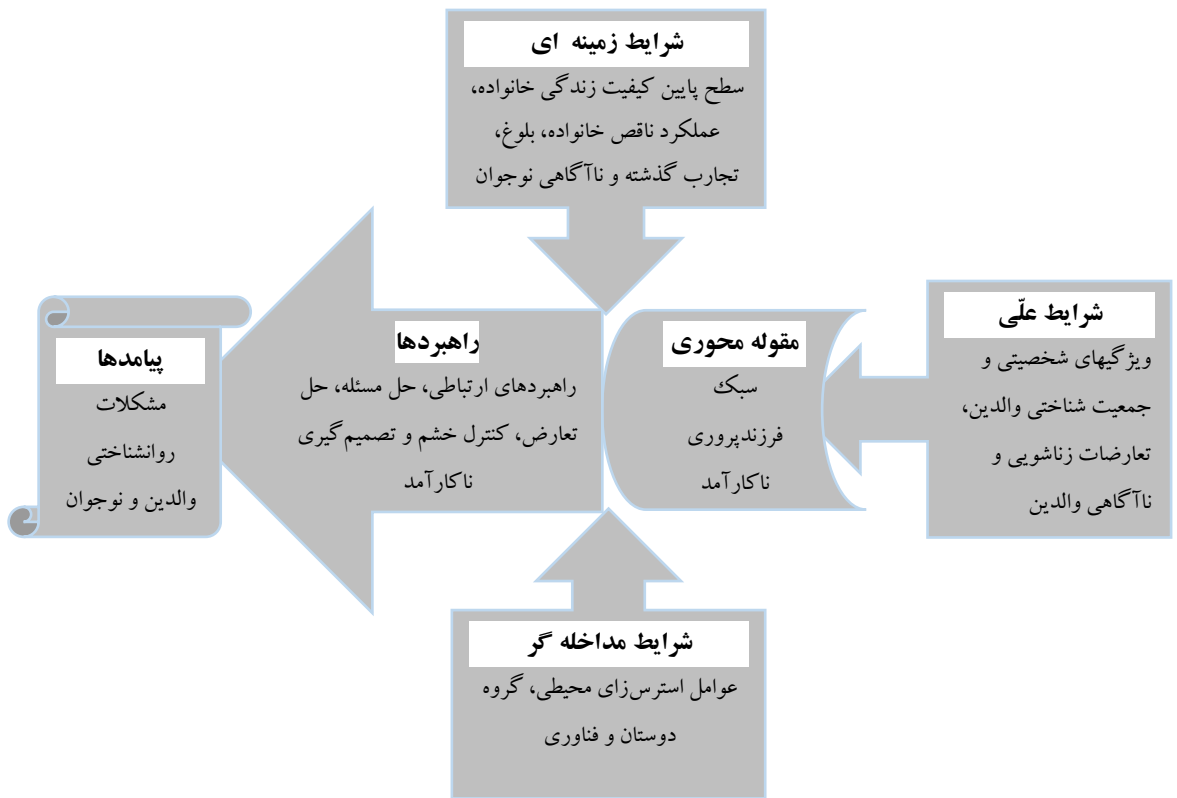 شرایط زمینه ای
سطح پایین کیفیت زندگی خانواده،
عملکرد ناقص خانواده، بلوغ،
تجارب گذشته و ناآگاهی نوجوان
شرایط علّی
ویژگیهای شخصیتی و
جمعیت شناختی والدین،
تعارضات زناشویی و
ناآگاهی والدین
مقوله محوری
سبک
فرزندپروری
ناکارآمد
راهبردها
راهبردهای ارتباطی، حل مسئله، حل
تعارض، کنترل خشم و تصمیم‌گیری
ناکارآمد
پیامدها
مشکلات
روانشناختی
والدین و نوجوان
شرایط مداخله گر
عوامل استرس‌زای محیطی، گروه
دوستان و فناوری